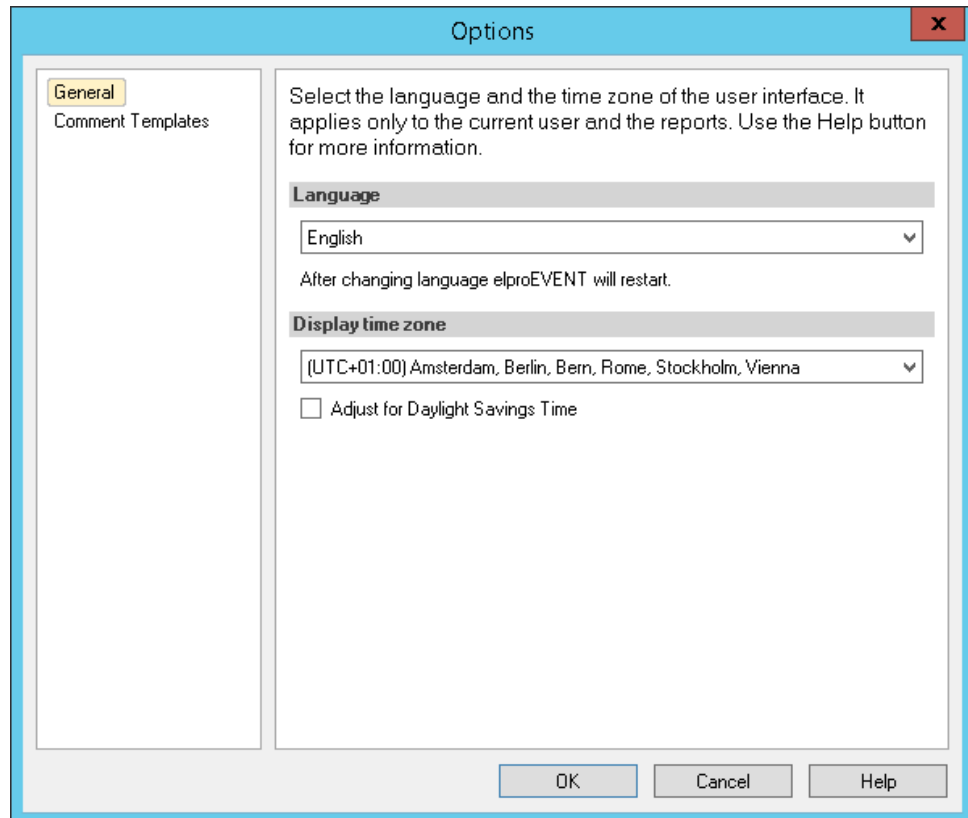 Options
x
General
Comment Templates
Select the language and the time zone of the user interface. It
applies only to the current user and the reports. Use the Help button
for more information.
Language
English
After changing language elproEVENT will restart.
Display time zone
(UTC+01:00) Amsterdam, Berlin, Bern, Rome, Stockholm, Vienna
Adjust for Daylight Savings Time
OK
Cancel
Help